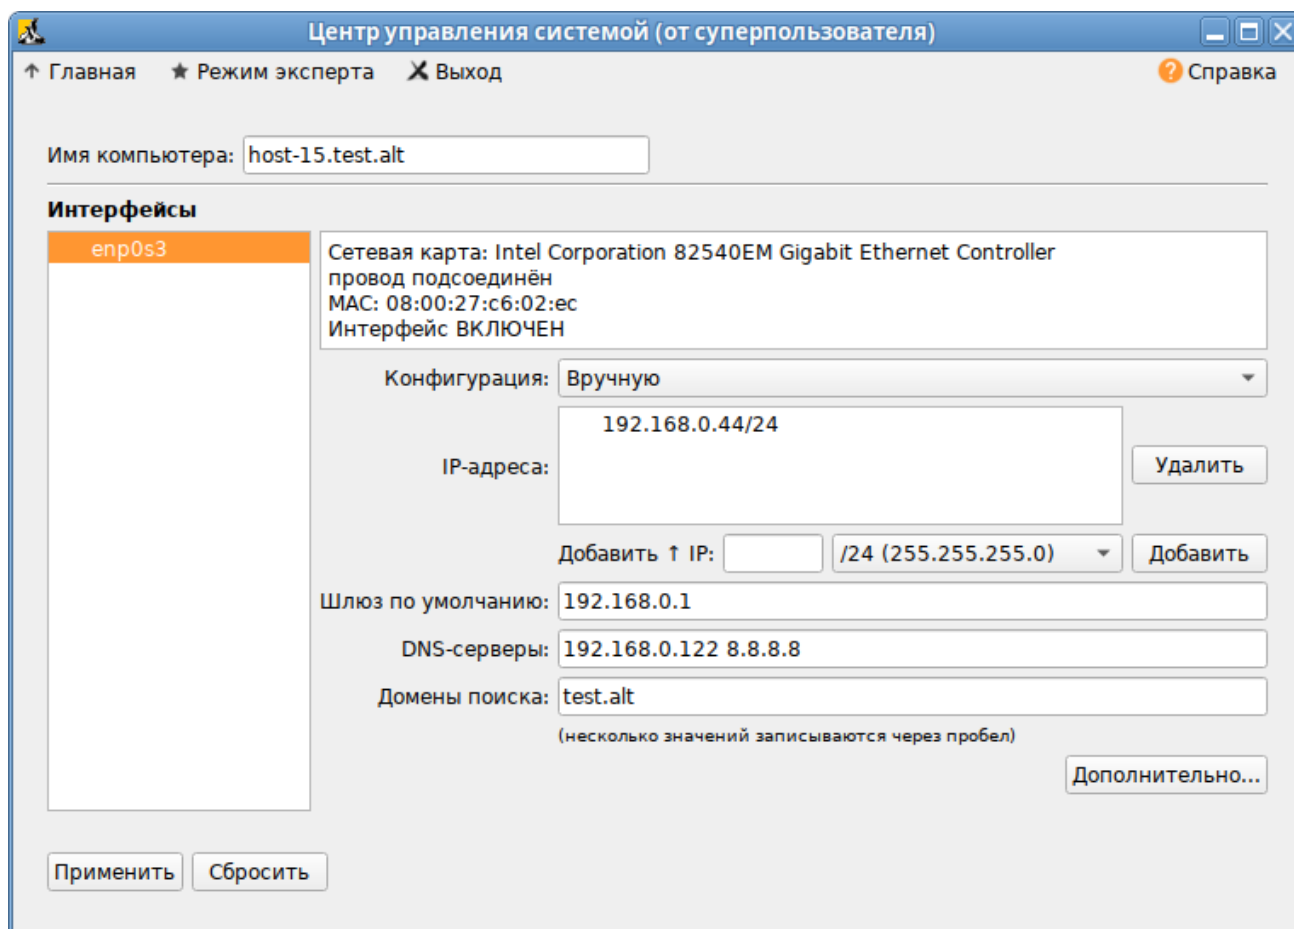 Центр управления системой (от суперпользователя)
Главная Режим эксперта Выход Справка
Имя компьютера: host-15.test.alt
Интерфейсы
enp0s3
Сетевая карта: Intel Corporation 82540EM Gigabit Ethernet Controller
провод подсоединён
MAC: 08:00:27:c6:02:ec
Интерфейс ВКЛЮЧЕН
Конфигурация: Вручную
192.168.0.44/24
IP-адреса: Удалить
Добавить ↑ IP: /24 (255.255.255.0) Добавить
Шлюз по умолчанию: 192.168.0.1
DNS-серверы: 192.168.0.122 8.8.8.8
Домены поиска: test.alt
(несколько значений записываются через пробел)
Дополнительно...
Применить Сбросить